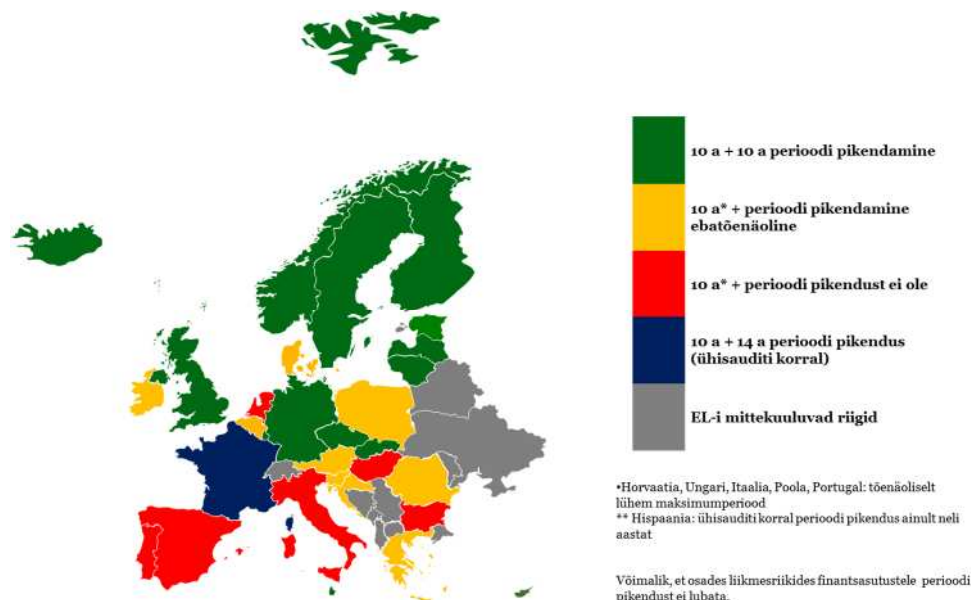 10 a + 10 a perioodi pikendamine
10 a* + perioodi pikendamine
ebatõenäoline
10 a* + perioodi pikendust ei ole
10 a + 14 a perioodi pikendus
(ühisauditi korral)
EL-i mittekuuluvad riigid
•Horvaatia, Ungari, Itaalia, Poola, Portugal: tõenäoliselt
lühem maksimumperiood
** Hispaania: ühisauditi korral perioodi pikendus ainult neli
aastat
Võimalik, et osades liikmesriikides finantsasutustele perioodi
pikendust ei lubata.